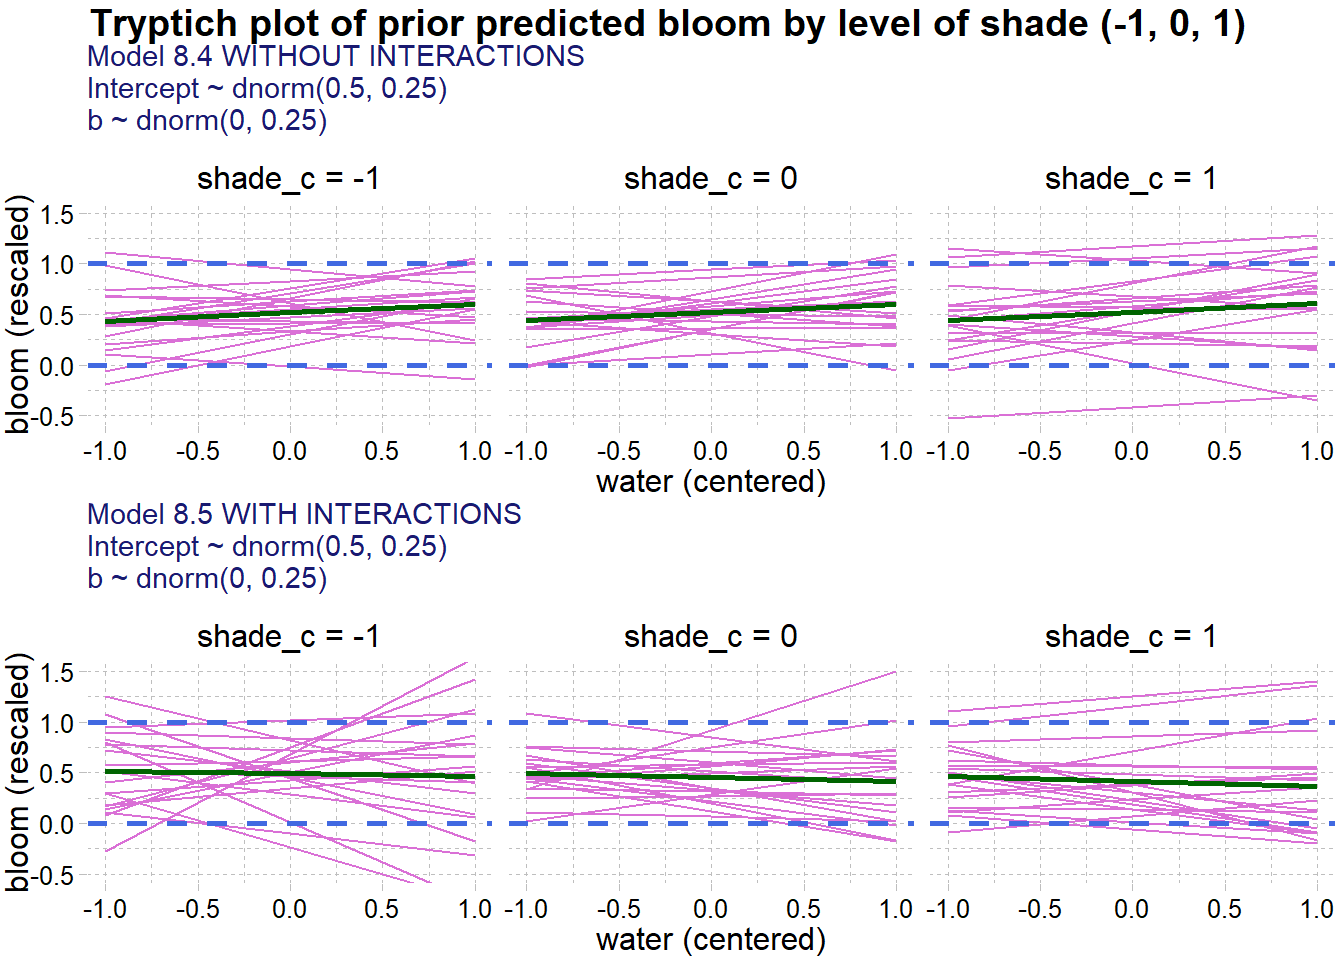 Tryptich plot of prior predicted bloom by level of shade (-1, 0, 1)
Model 8.4 WITHOUT INTERACTIONS
Intercept ~ dnorm(0.5, 0.25)
b ~ dnorm(0, 0.25)
shade_c = -1 shade_c = 0 shade_c = 1
bloom (rescaled)
1.5
1.0
0.5
0.0
-0.5
-1.0 -0.5 0.0 0.5 1.0 -1.0 -0.5 0.0 0.5 1.0 -1.0 -0.5 0.0 0.5 1.0
water (centered)
Model 8.5 WITH INTERACTIONS
Intercept ~ dnorm(0.5, 0.25)
b ~ dnorm(0, 0.25)
shade_c = -1 shade_c = 0 shade_c = 1
bloom (rescaled)
1.5
1.0
0.5
0.0
-0.5
-1.0 -0.5 0.0 0.5 1.0 -1.0 -0.5 0.0 0.5 1.0 -1.0 -0.5 0.0 0.5 1.0
water (centered)